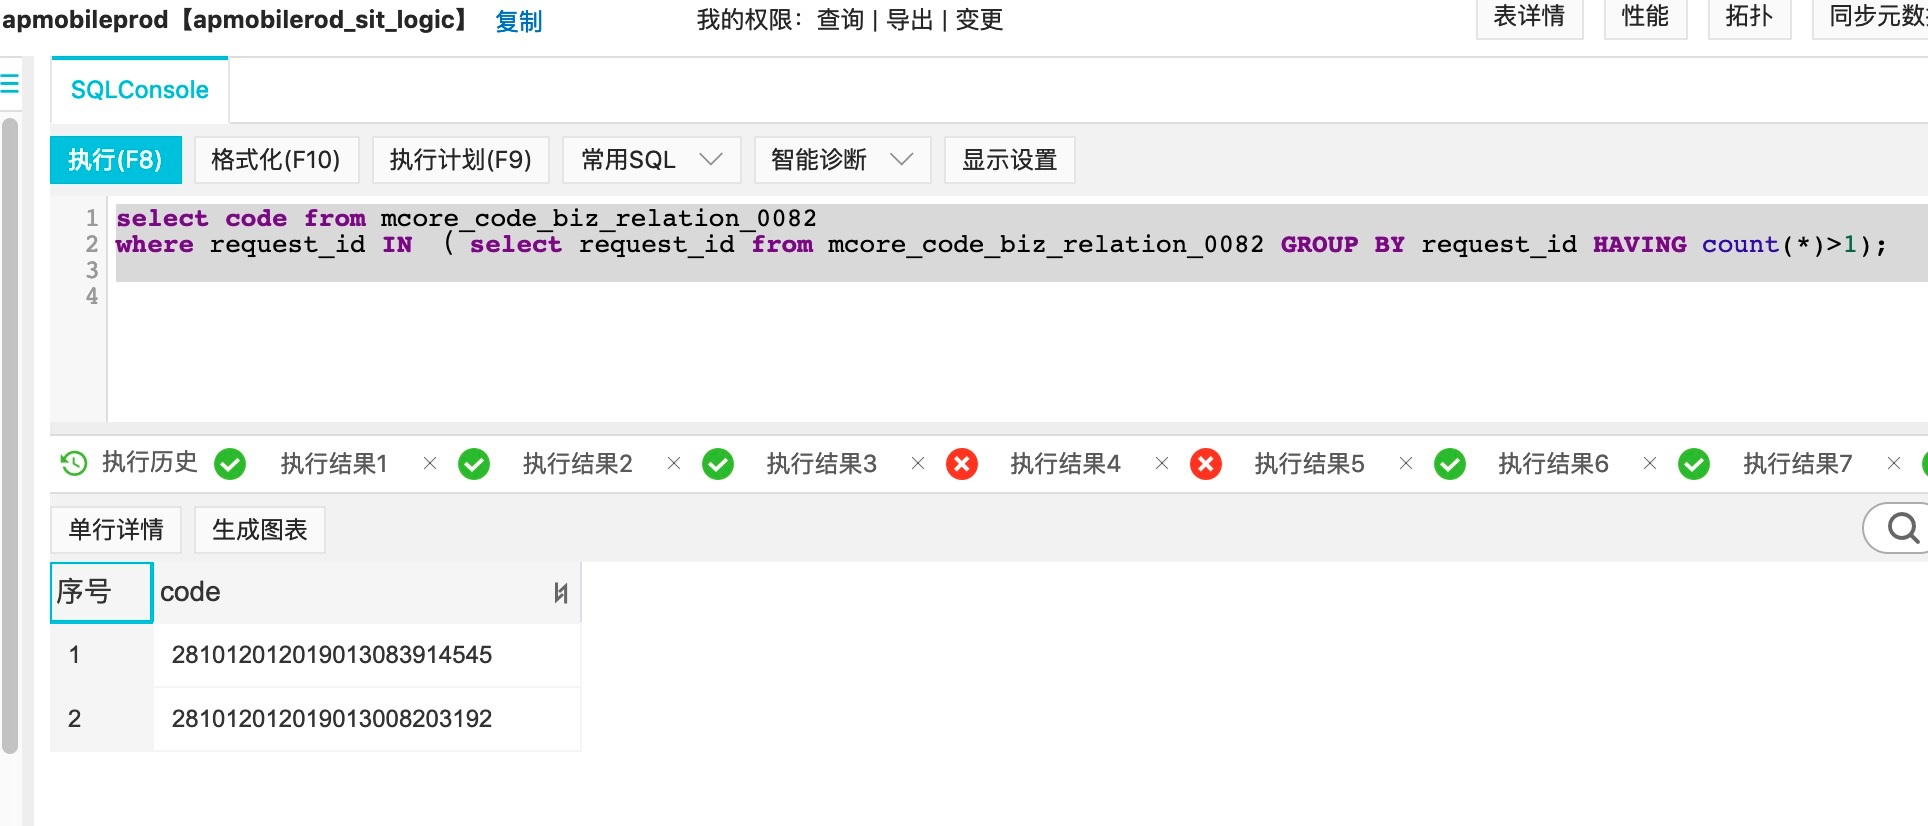 apmobileprod【apmobilerod_sit_logic】 复制 我的权限：查询 | 导出 | 变更 表详情 性能 拓扑 同步元数
SQLConsole
执行(F8) 格式化(F10) 执行计划(F9) 常用SQL 智能诊断 显示设置
1 select code from mcore_code_biz_relation_0082
2 where request_id IN ( select request_id from mcore_code_biz_relation_0082 GROUP BY request_id HAVING count(*)>1);
3
4
执行历史 执行结果1 × 执行结果2 × 执行结果3 × 执行结果4 × 执行结果5 × 执行结果6 × 执行结果7 ×
单行详情 生成图表
序号 code
1 281012012019013083914545
2 281012012019013008203192